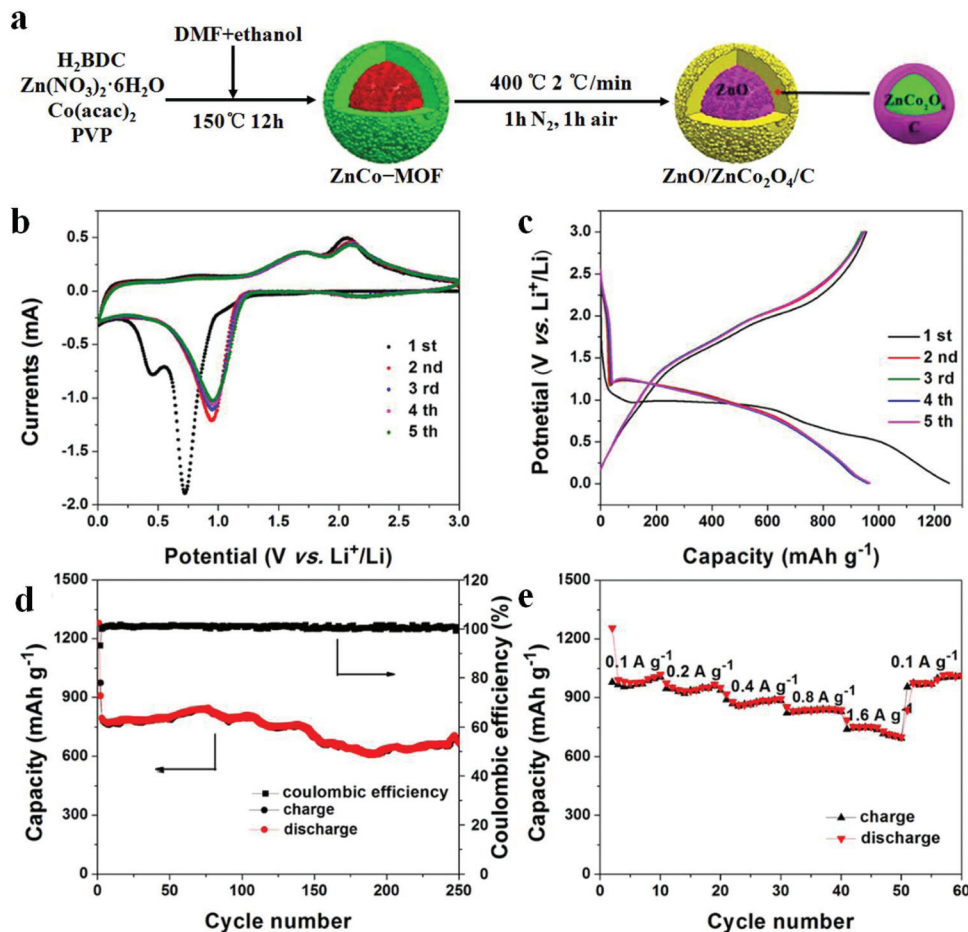 a
H₂BDC
Zn(NO₃)₂·6H₂O
Co(acac)₂
PVP
DMF+ethanol
150℃ 12h
ZnCo−MOF
400 ℃ 2 ℃/min
1h N₂, 1h air
ZnO
ZnO/ZnCo₂O₄/C
ZnCo₂O₄
C
b
Currents (mA)
0.5
0.0
-0.5
-1.0
-1.5
-2.0
1 st
2 nd
3 rd
4 th
5 th
0.0 0.5 1.0 1.5 2.0 2.5 3.0
Potential (V vs. Li⁺/Li)
c
Potnetial (V vs. Li⁺/Li)
3.0
2.5
2.0
1.5
1.0
0.5
0.0
1 st
2 nd
3 rd
4 th
5 th
0 200 400 600 800 1000 1200
Capacity (mAh g⁻¹)
d
Capacity (mAh g⁻¹)
1500
1200
900
600
300
0
coulombic efficiency
charge
discharge
120
100
80
60
40
20
0
Coulombic efficiency (%)
0 50 100 150 200 250
Cycle number
e
Capacity (mAh g⁻¹)
1500
1200
900
600
300
0
0.1 A g⁻¹
0.2 A g⁻¹
0.4 A g⁻¹
0.8 A g⁻¹
1.6 A g⁻¹
0.1 A g⁻¹
charge
discharge
0 10 20 30 40 50 60
Cycle number